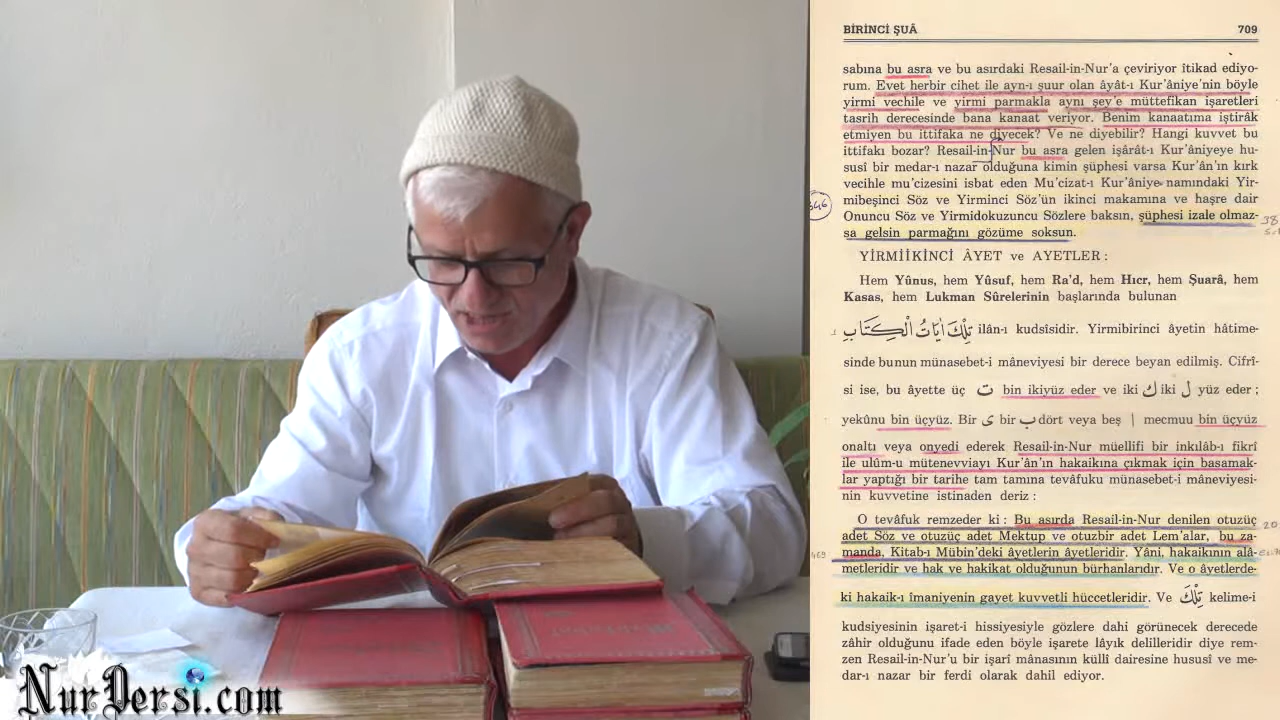 BİRİNCİ ŞUÂ 709
sabına bu asra ve bu asırdaki Resail-in-Nur'a çeviriyor îtikad ediyo-
rum. Evet herbir cihet ile ayn-ı şuur olan âyât-ı Kur'âniye'nin böyle
yirmi vechile ve yirmi parmakla aynı şey'e müttefikan işaretleri
tasrih derecesinde bana kanaat veriyor. Benim kanaatıma iştirâk
etmiyen bu ittifaka ne diyecek? Ve ne diyebilir? Hangi kuvvet bu
ittifakı bozar? Resail-in-Nur bu asra gelen işârât-ı Kur'âniyeye hu-
susî bir medar-ı nazar olduğuna kimin şüphesi varsa Kur'ân'ın kırk
vecihle mu'cizesini isbat eden Mu'cizat-ı Kur'âniye namındaki Yir-
mibeşinci Söz ve Yirminci Söz'ün ikinci makamına ve haşre dair
Onuncu Söz ve Yirmidokuzuncu Sözlere baksın, şüphesi izale olmaz-
sa gelsin parmağını gözüme soksun.
YİRMİİKİNCİ ÂYET ve AYETLER :
Hem Yûnus, hem Yûsuf, hem Ra'd, hem Hıcr, hem Şuarâ, hem
Kasas, hem Lukman Sûrelerinin başlarında bulunan
تِلْكَ اٰيَاتُ الْكِتَابِ ilân-ı kudsîsidir. Yirmibirinci âyetin hâtime-
sinde bunun münasebet-i mâneviyesi bir derece beyan edilmiş. Cifrî-
si ise, bu âyette üç ت bin ikiyüz eder ve iki ك iki ل yüz eder ;
yekûnu bin üçyüz. Bir ى bir ب dört veya beş ا mecmuu bin üçyüz
onaltı veya onyedi ederek Resail-in-Nur müellifi bir inkılâb-ı fikrî
ile ulûm-u mütenevviayı Kur'ân'ın hakaikına çıkmak için basamak-
lar yaptığı bir tarihe tam tamına tevâfuku münasebet-i mâneviyesi-
nin kuvvetine istinaden deriz :
O tevâfuk remzeder ki : Bu asırda Resail-in-Nur denilen otuzüç
adet Söz ve otuzüç adet Mektup ve otuzbir adet Lem'alar, bu za-
manda, Kitab-ı Mübin'deki âyetlerin âyetleridir. Yâni, hakaikının alâ-
metleridir ve hak ve hakikat olduğunun bürhanlarıdır. Ve o âyetlerde-
ki hakaik-ı îmaniyenin gayet kuvvetli hüccetleridir. Ve تِلْكَ kelime-i
kudsiyesinin işaret-i hissiyesiyle gözlere dahi görünecek derecede
zâhir olduğunu ifade eden böyle işarete lâyık delilleridir diye rem-
zen Resail-in-Nur'u bir işarî mânasının küllî dairesine hususî ve me-
dar-ı nazar bir ferdi olarak dahil ediyor.
NurDersi.com